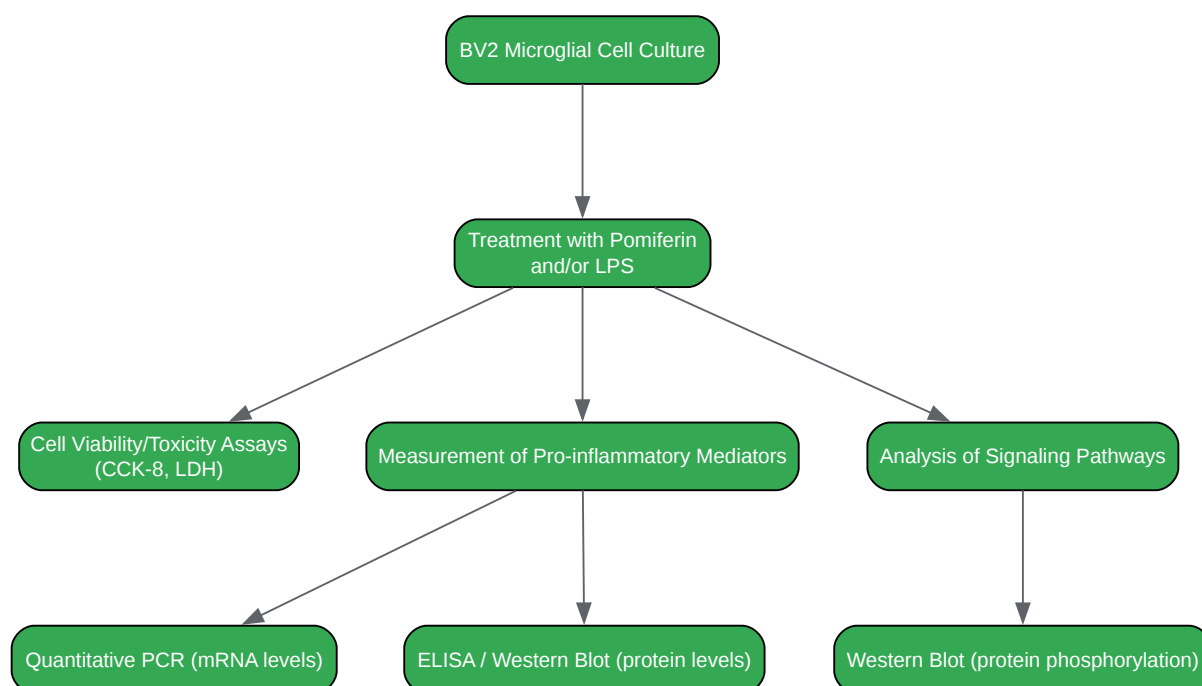 BV2 Microglial Cell Culture
Treatment with Pomiferin
and/or LPS
Cell Viability/Toxicity Assays
(CCK-8, LDH)
Measurement of Pro-inflammatory Mediators
Analysis of Signaling Pathways
Quantitative PCR (mRNA levels)
ELISA / Western Blot (protein levels)
Western Blot (protein phosphorylation)